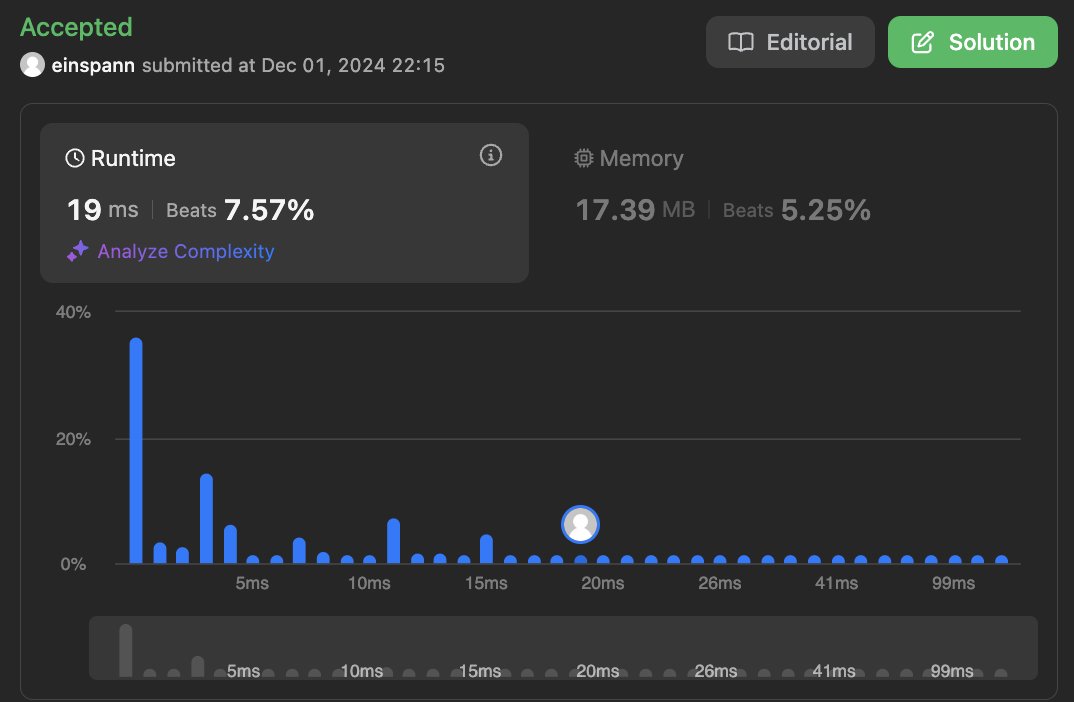 Accepted
einspann submitted at Dec 01, 2024 22:15
Editorial
Solution
Runtime
19 ms | Beats 7.57%
Analyze Complexity
Memory
17.39 MB | Beats 5.25%
40%
20%
0%
5ms 10ms 15ms 20ms 26ms 41ms 99ms
5ms 10ms 15ms 20ms 26ms 41ms 99ms